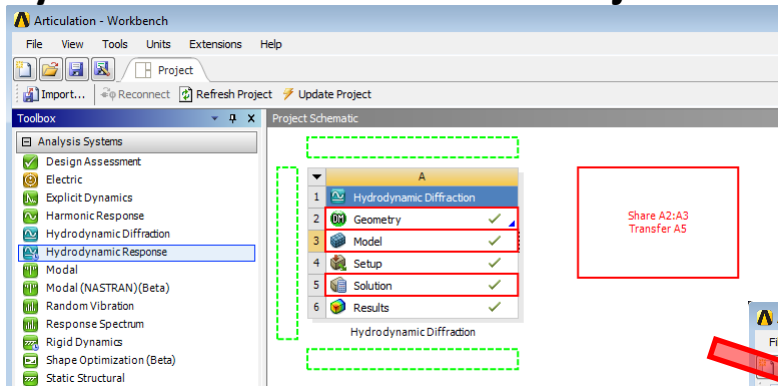 Articulation - Workbench
File View Tools Units Extensions Help
Project
Import... Reconnect Refresh Project Update Project
Toolbox
Project Schematic
Analysis Systems
Design Assessment
Electric
Explicit Dynamics
Harmonic Response
Hydrodynamic Diffraction
Hydrodynamic Response
Modal
Modal (NASTRAN)(Beta)
Random Vibration
Response Spectrum
Rigid Dynamics
Shape Optimization (Beta)
Static Structural
A
1 Hydrodynamic Diffraction
2 Geometry
3 Model
4 Setup
5 Solution
6 Results
Hydrodynamic Diffraction
Share A2:A3
Transfer A5